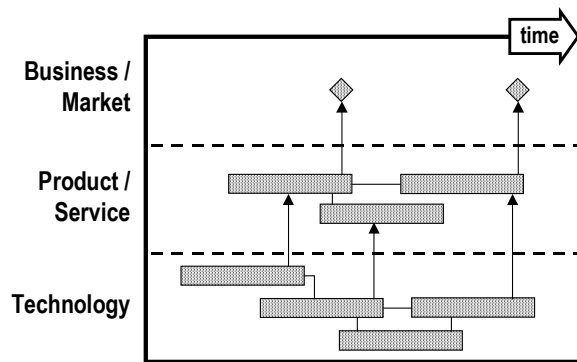 time
Business /
Market
Product /
Service
Technology